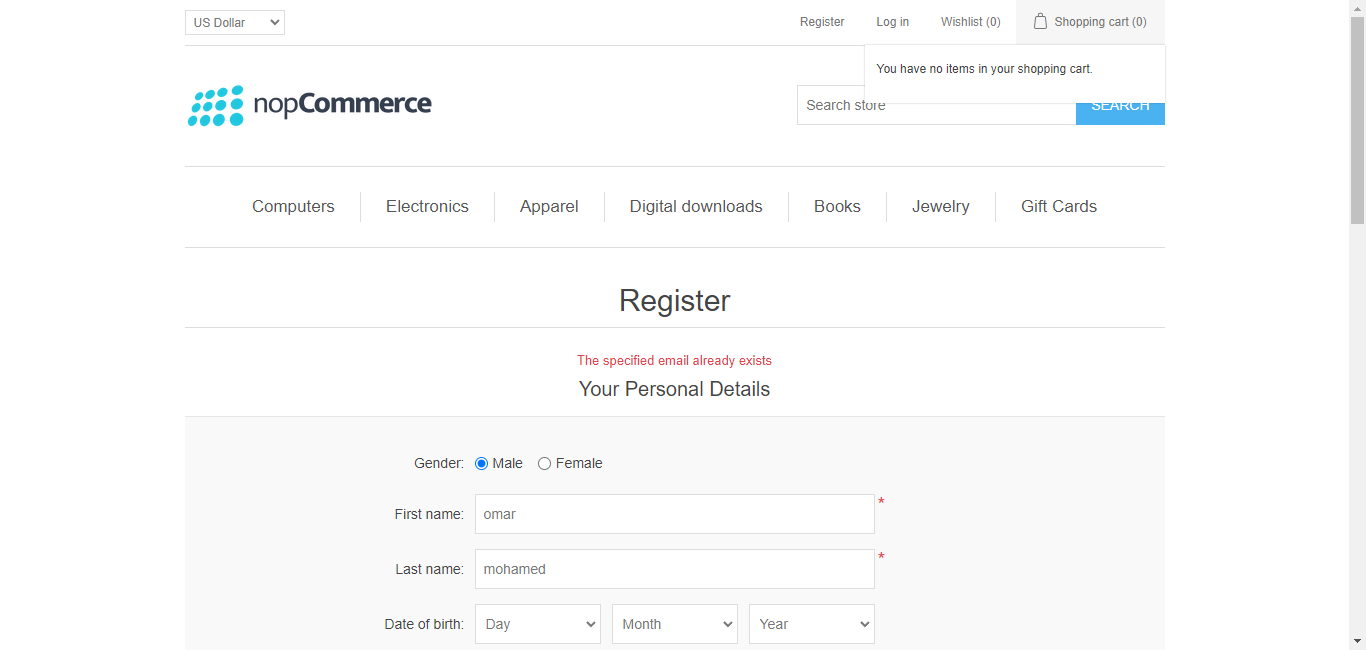 US Dollar
Register Log in Wishlist (0) Shopping cart (0)
You have no items in your shopping cart.
nopCommerce
Search store SEARCH
Computers Electronics Apparel Digital downloads Books Jewelry Gift Cards
Register
The specified email already exists
Your Personal Details
Gender: Male Female
First name: omar *
Last name: mohamed *
Date of birth: Day Month Year